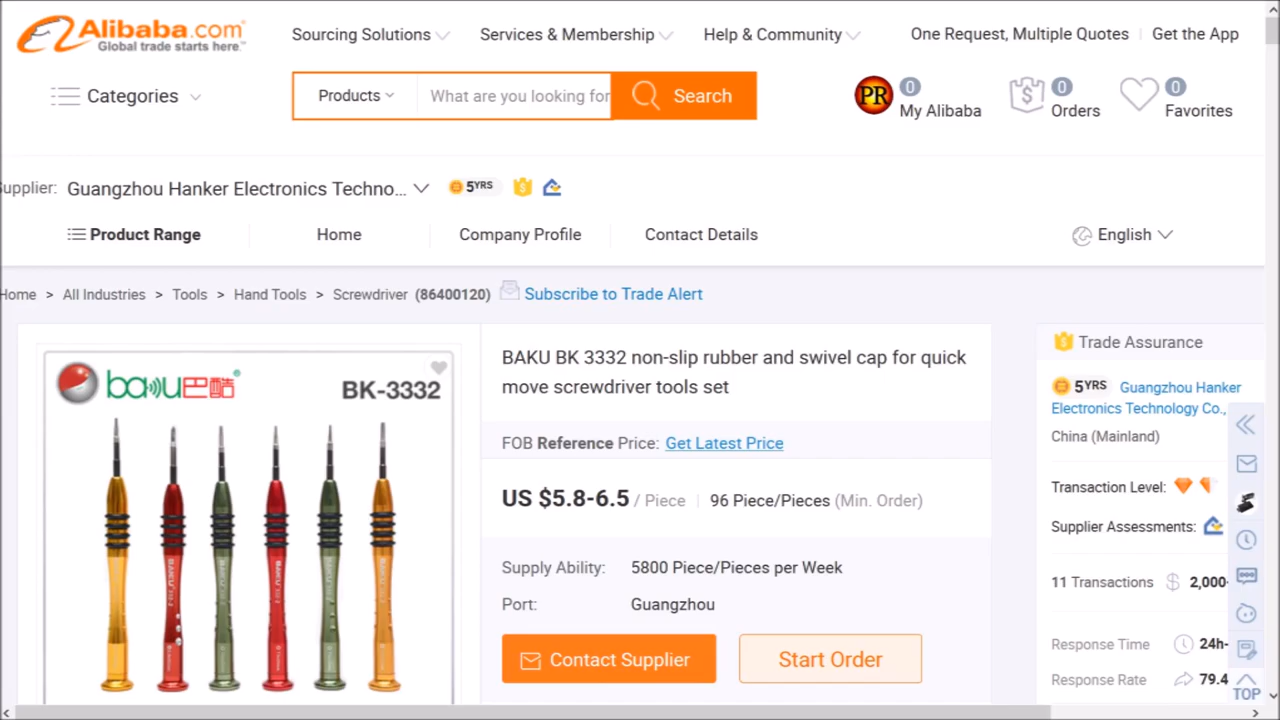 Alibaba.com
Global trade starts here.™
Sourcing Solutions
Services & Membership
Help & Community
One Request, Multiple Quotes
Get the App
Categories
Products
What are you looking for
Search
PR
0
My Alibaba
0
Orders
0
Favorites
Supplier:
Guangzhou Hanker Electronics Techno...
5YRS
Product Range
Home
Company Profile
Contact Details
English
Home > All Industries > Tools > Hand Tools > Screwdriver (86400120)
Subscribe to Trade Alert
baku巴酷®
BK-3332
BAKU BK 3332 non-slip rubber and swivel cap for quick
move screwdriver tools set
FOB Reference Price: Get Latest Price
US $5.8-6.5 / Piece
96 Piece/Pieces (Min. Order)
Supply Ability: 5800 Piece/Pieces per Week
Port: Guangzhou
Contact Supplier
Start Order
Trade Assurance
5YRS Guangzhou Hanker
Electronics Technology Co.,
China (Mainland)
Transaction Level:
Supplier Assessments:
11 Transactions $ 2,000-
Response Time 24h-
Response Rate 79.4
TOP